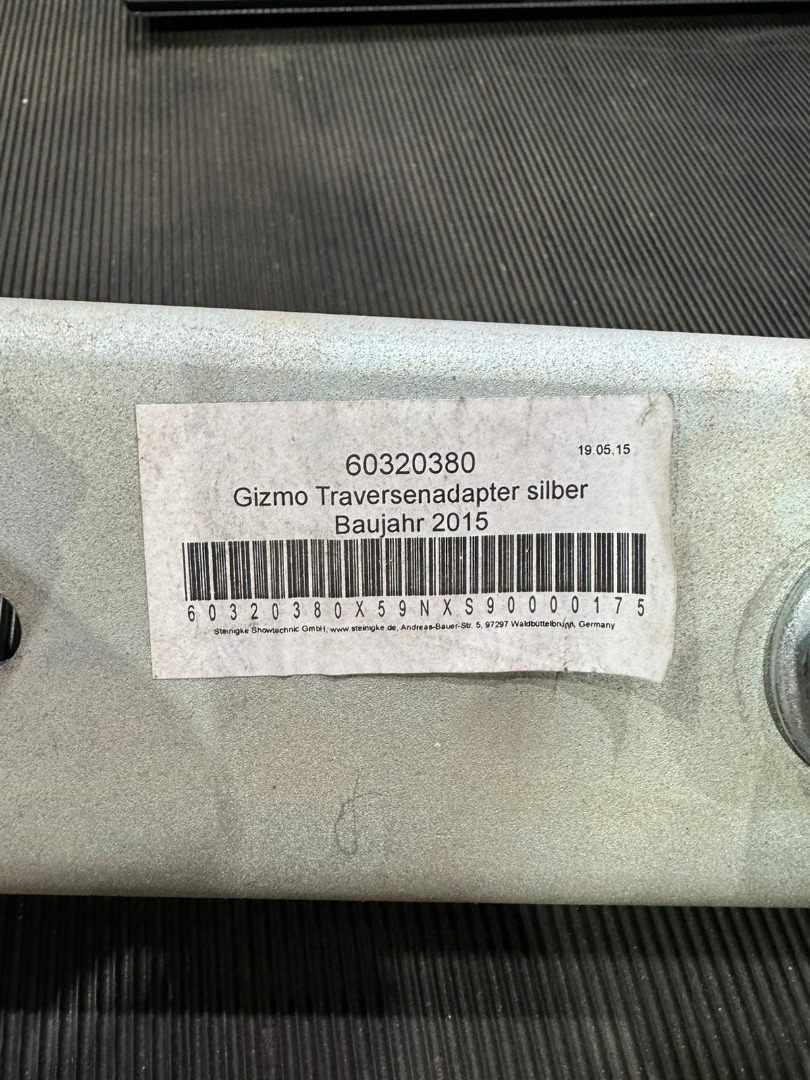 19.05.15
60320380
Gizmo Traversenadapter silber
Baujahr 2015
60320380X59NXS90000175
Steinigke Showtechnic GmbH, www.steinigke.de, Andreas-Bauer-Str. 5, 97297 Waldbüttelbrunn, Germany